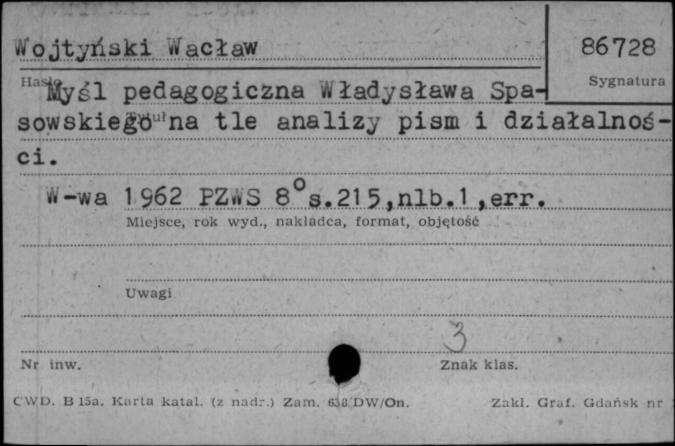 Wojtyński Wacław
86728
Hasło
Sygnatura
Myśl pedagogiczna Władysława Spa-
sowskiego na tle analizy pism i działalnoś-
Tytuł
ci.
W-wa 1962 PZWS 8° s.215,nlb.1,err.
Miejsce, rok wyd., nakładca, format, objętość
Uwagi
3
Nr inw.
Znak klas.
CWD. B 15a. Karta katal. (z nadr.) Zam. DW/On.
Zakł. Graf. Gdańsk nr